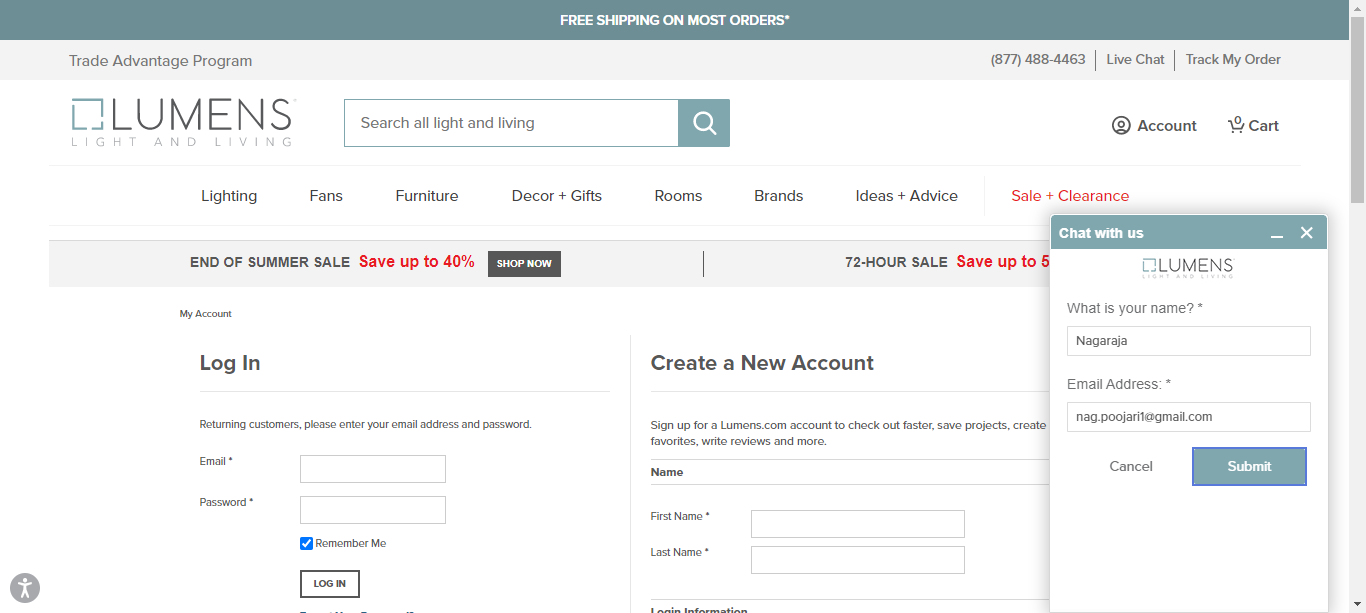 FREE SHIPPING ON MOST ORDERS*
Trade Advantage Program
(877) 488-4463 Live Chat Track My Order
LUMENS
LIGHT AND LIVING
Search all light and living
Account
0
Cart
Lighting Fans Furniture Decor + Gifts Rooms Brands Ideas + Advice Sale + Clearance
END OF SUMMER SALE Save up to 40% SHOP NOW
72-HOUR SALE Save up to 5
My Account
Log In
Returning customers, please enter your email address and password.
Email *
Password *
Remember Me
LOG IN
Create a New Account
Sign up for a Lumens.com account to check out faster, save projects, create
favorites, write reviews and more.
Name
First Name *
Last Name *
Login Information
Chat with us
LUMENS
LIGHT AND LIVING
What is your name? *
Nagaraja
Email Address: *
nag.poojari1@gmail.com
Cancel Submit